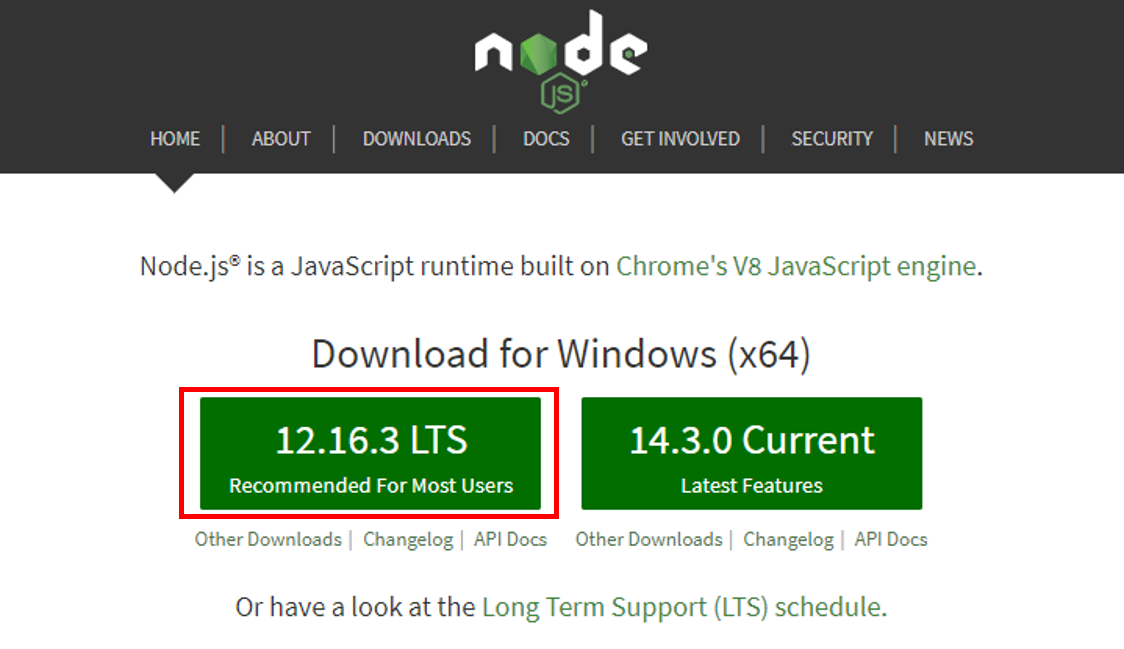 node
JS
HOME | ABOUT | DOWNLOADS | DOCS | GET INVOLVED | SECURITY | NEWS
Node.js® is a JavaScript runtime built on Chrome's V8 JavaScript engine.
Download for Windows (x64)
12.16.3 LTS
Recommended For Most Users
14.3.0 Current
Latest Features
Other Downloads | Changelog | API Docs
Other Downloads | Changelog | API Docs
Or have a look at the Long Term Support (LTS) schedule.